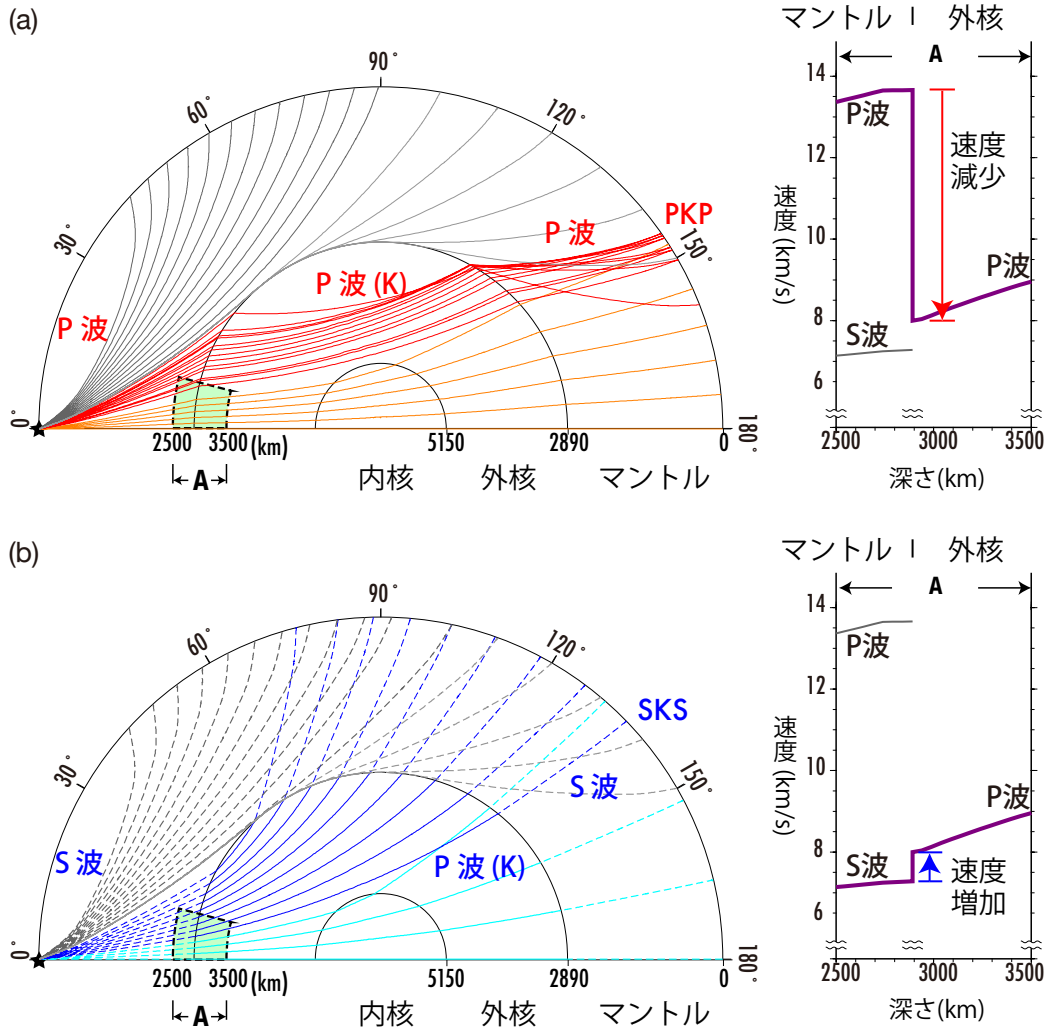 (a)
90°
60°
120°
30°
150°
0°
180°
P 波
P 波 (K)
P 波
PKP
2500 3500 (km) 5150 2890 0
A
内核 外核 マントル
マントル | 外核
A
14
12
10
8
6
速度 (km/s)
P波
速度
減少
P波
S波
2500 3000 3500
深さ(km)
(b)
90°
60°
120°
30°
150°
0°
180°
S 波
P 波 (K)
S 波
SKS
2500 3500 (km) 5150 2890 0
A
内核 外核 マントル
マントル | 外核
A
14
12
10
8
6
速度 (km/s)
P波
P波
S波
速度
増加
2500 3000 3500
深さ(km)